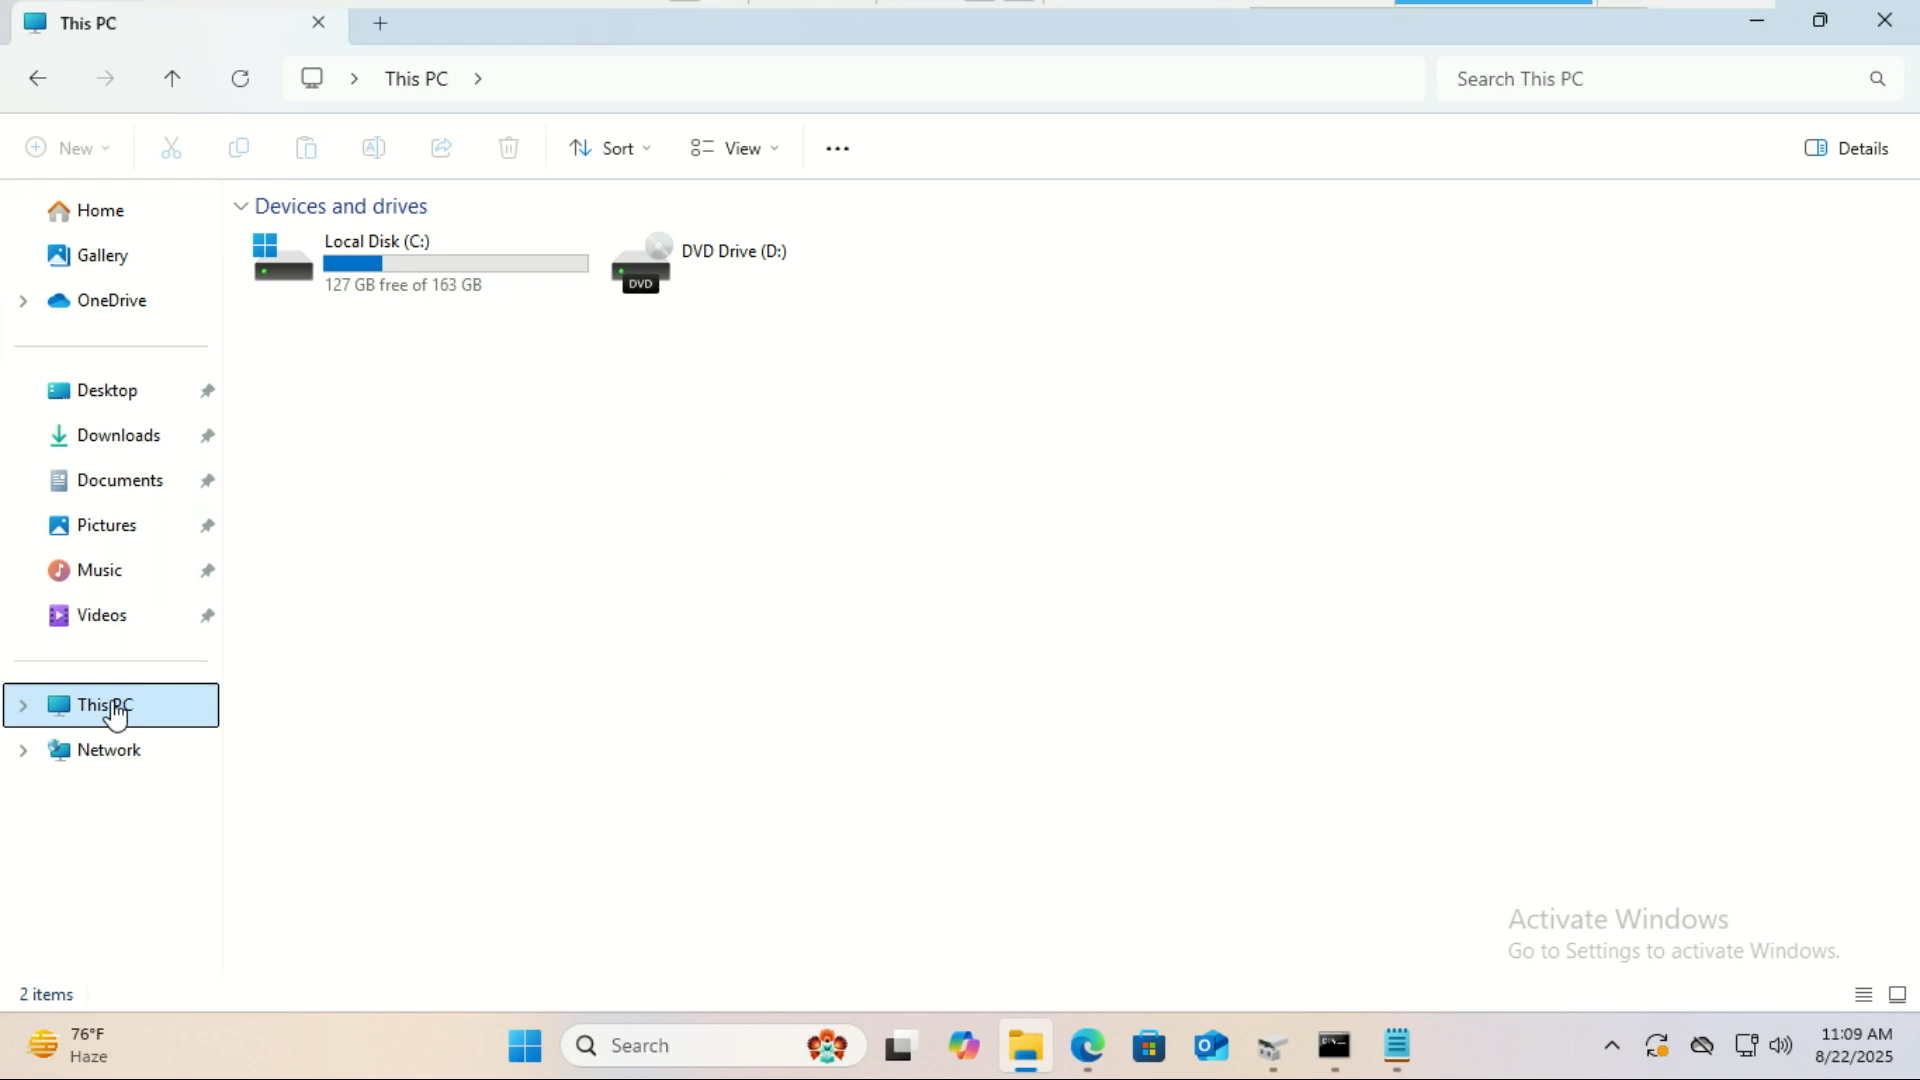 This PC
This PC
Search This PC
New
Sort
View
Details
Home
Gallery
OneDrive
Desktop
Downloads
Documents
Pictures
Music
Videos
This PC
Network
Devices and drives
Local Disk (C:)
127 GB free of 163 GB
DVD
DVD Drive (D:)
Activate Windows
Go to Settings to activate Windows.
2 items
76°F
Haze
Search
11:09 AM
8/22/2025